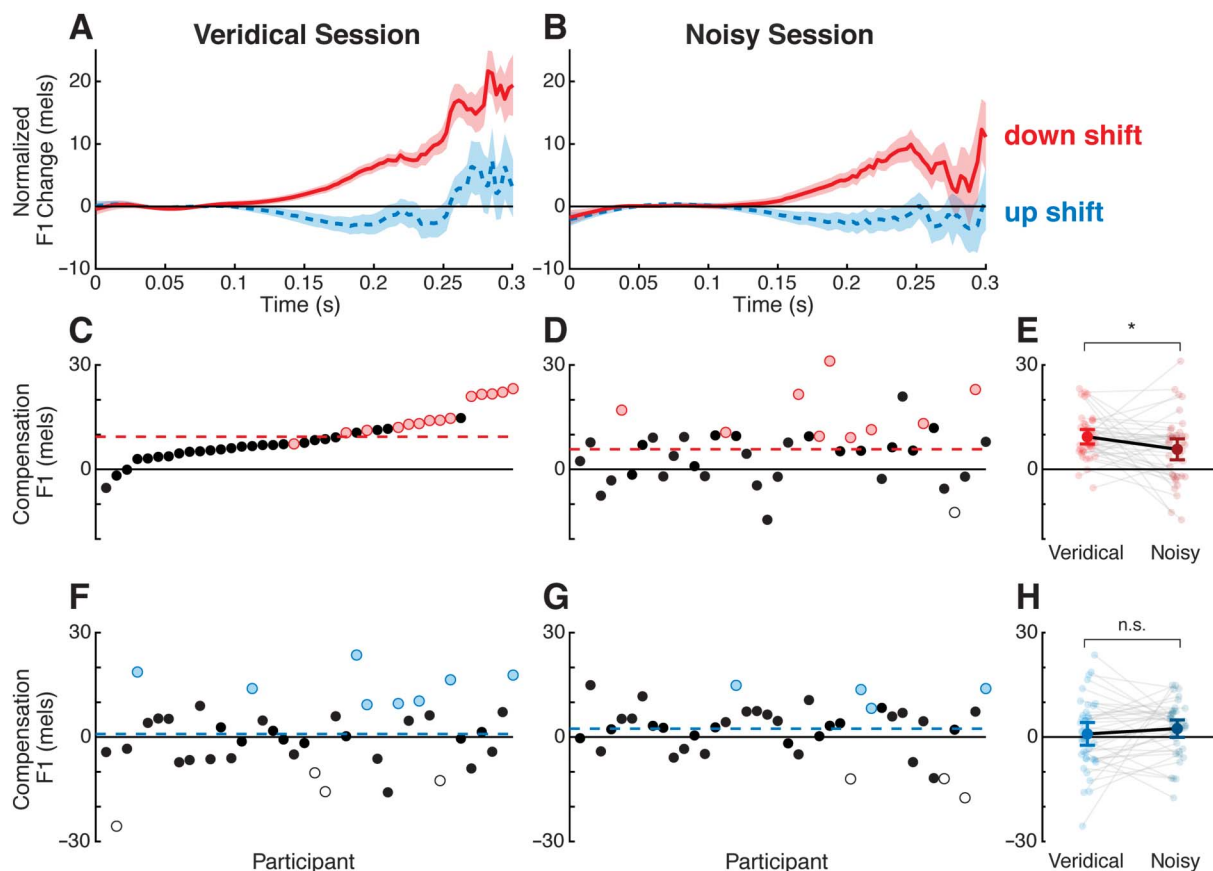 A Veridical Session
B Noisy Session
Normalized
F1 Change (mels)
20
10
0
−10
0 0.05 0.1 0.15 0.2 0.25 0.3
Time (s)
20
10
0
−10
0 0.05 0.1 0.15 0.2 0.25 0.3
Time (s)
down shift
up shift
C
D
E
Compensation
F1 (mels)
30
0
30
0
30
0
*
Veridical Noisy
F
G
H
Compensation
F1 (mels)
30
0
−30
Participant
30
0
−30
Participant
30
0
−30
n.s.
Veridical Noisy